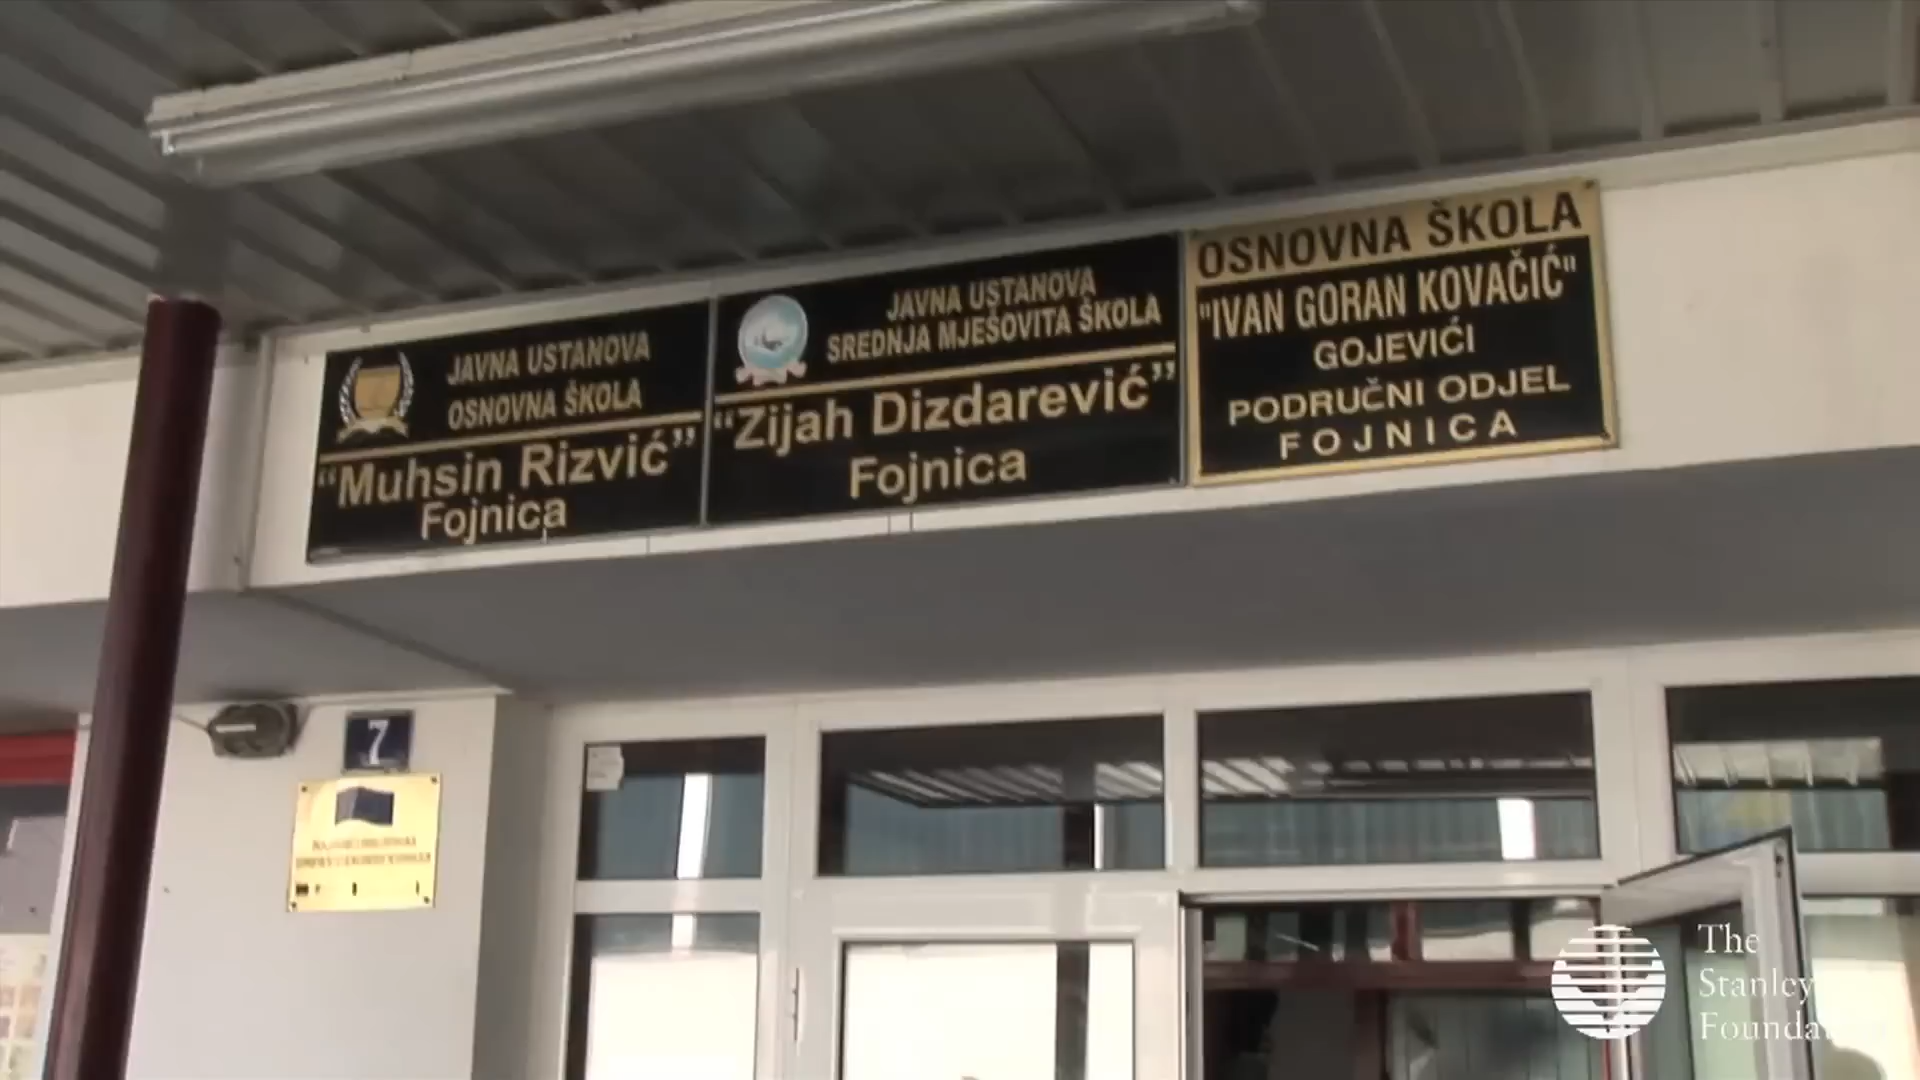 JAVNA USTANOVA
OSNOVNA ŠKOLA
“Muhsin Rizvić”
Fojnica
JAVNA USTANOVA
SREDNJA MJEŠOVITA ŠKOLA
“Zijah Dizdarević”
Fojnica
OSNOVNA ŠKOLA
"IVAN GORAN KOVAČIĆ"
GOJEVIĆI
PODRUČNI ODJEL
FOJNICA
7
The
Stanley